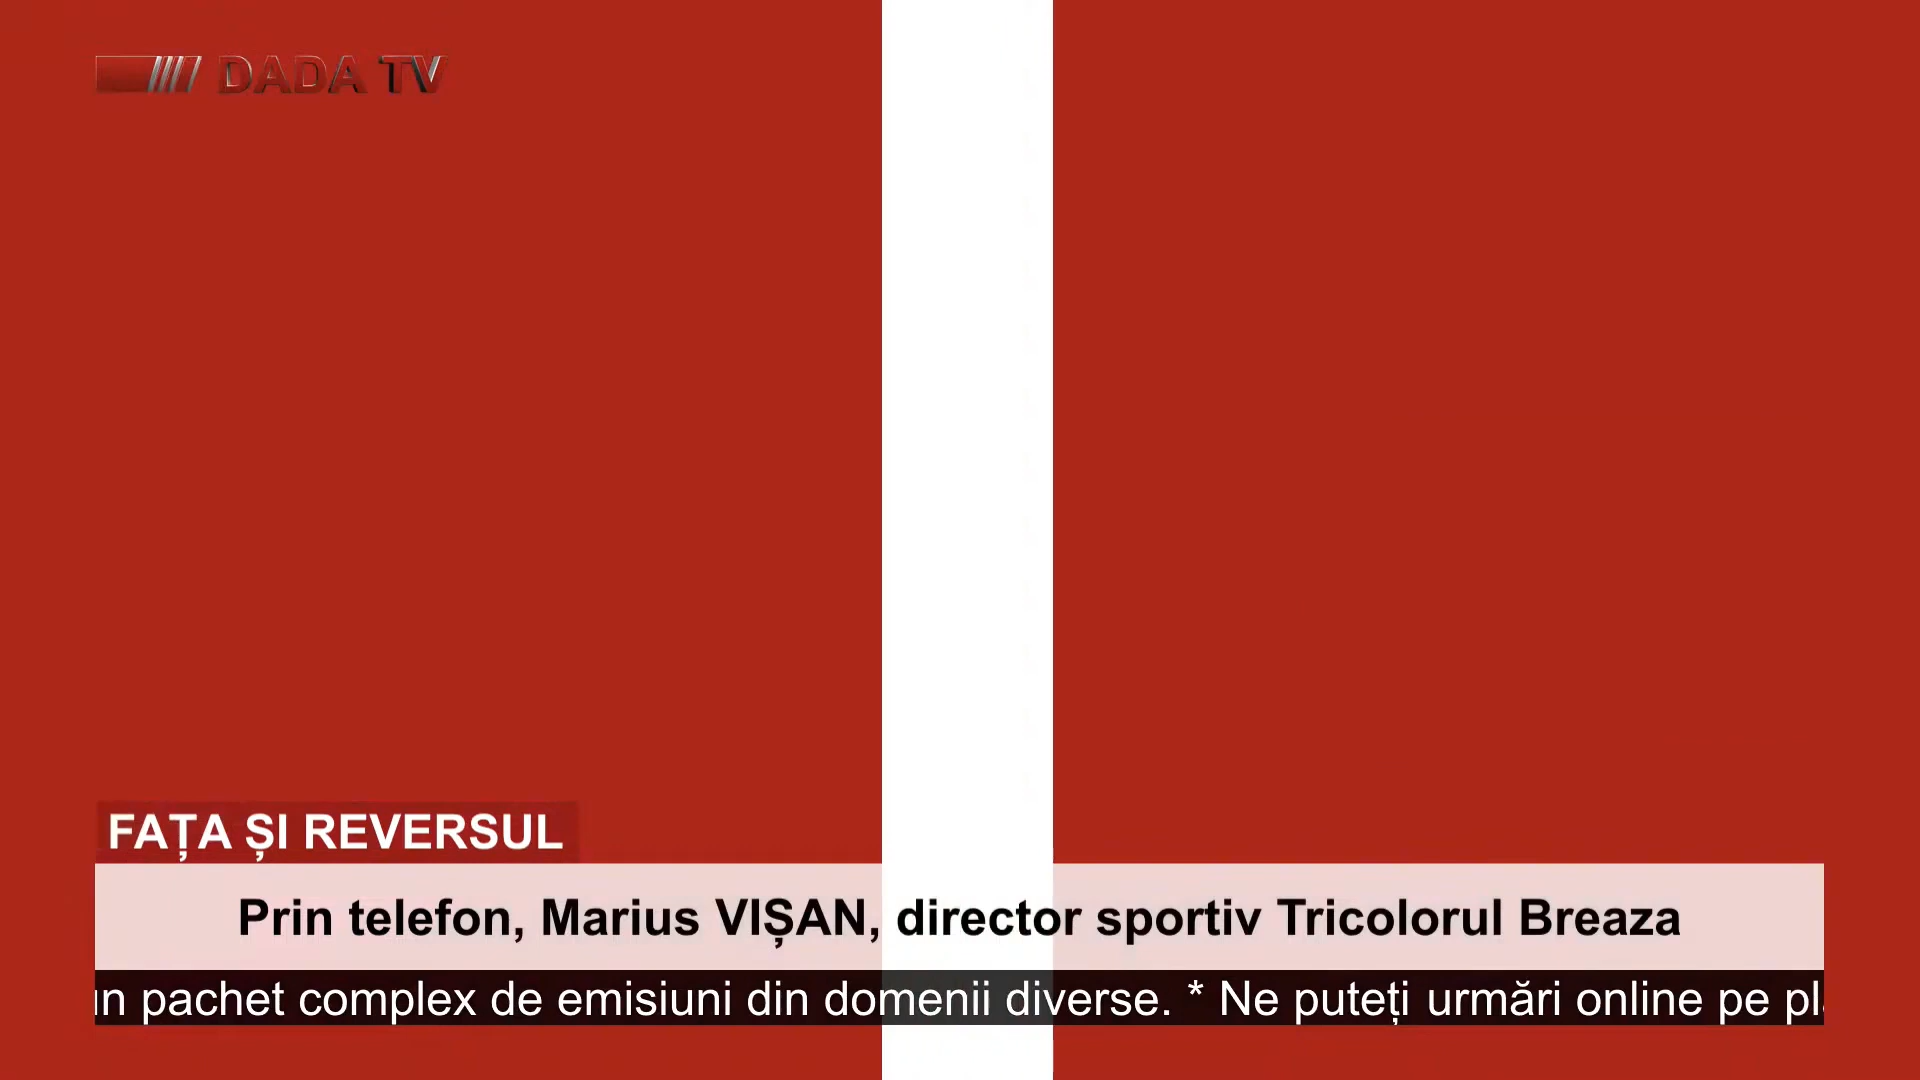 DADA TV
FAȚA ȘI REVERSUL
Prin telefon, Marius VIȘAN, director sportiv Tricolorul Breaza
pachet complex de emisiuni din domenii diverse. * Ne puteți urmări online pe